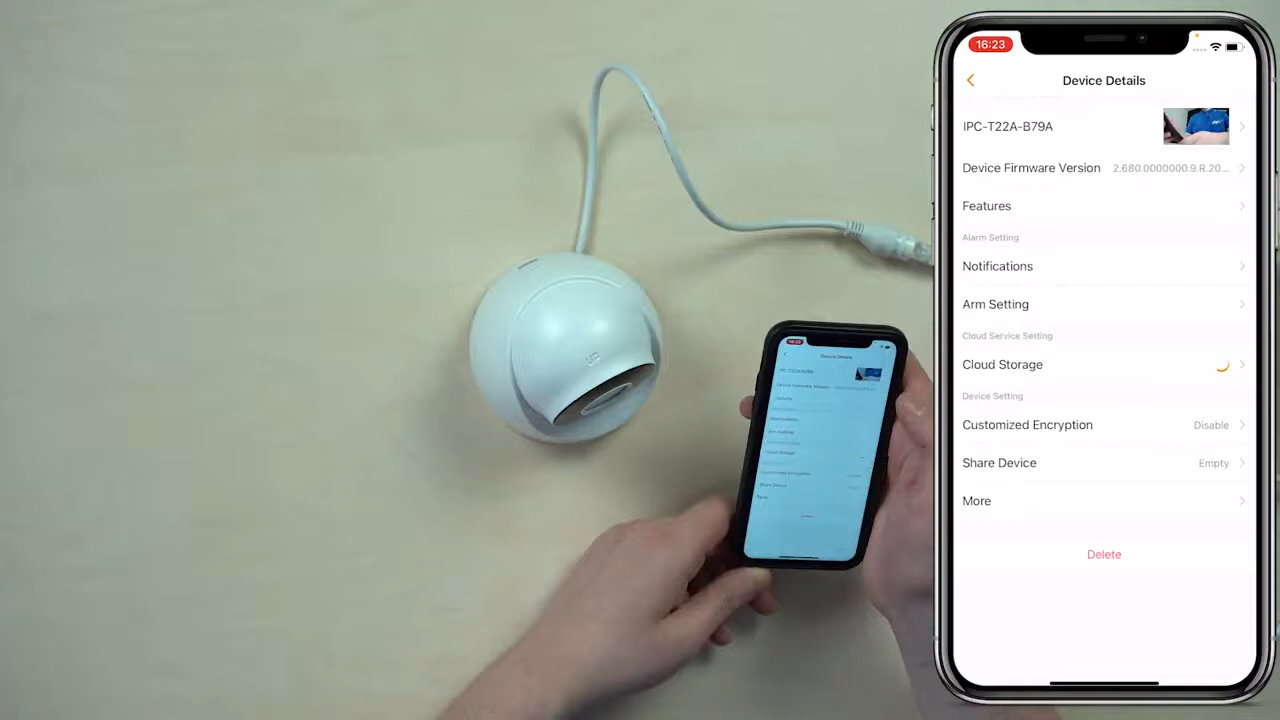 16:23
Device Details
IPC-T22A-B79A
Device Firmware Version 2.680.0000000.9.R.20...
Features
Alarm Setting
Notifications
Arm Setting
Cloud Service Setting
Cloud Storage
Device Setting
Customized Encryption Disable
Share Device Empty
More
Delete